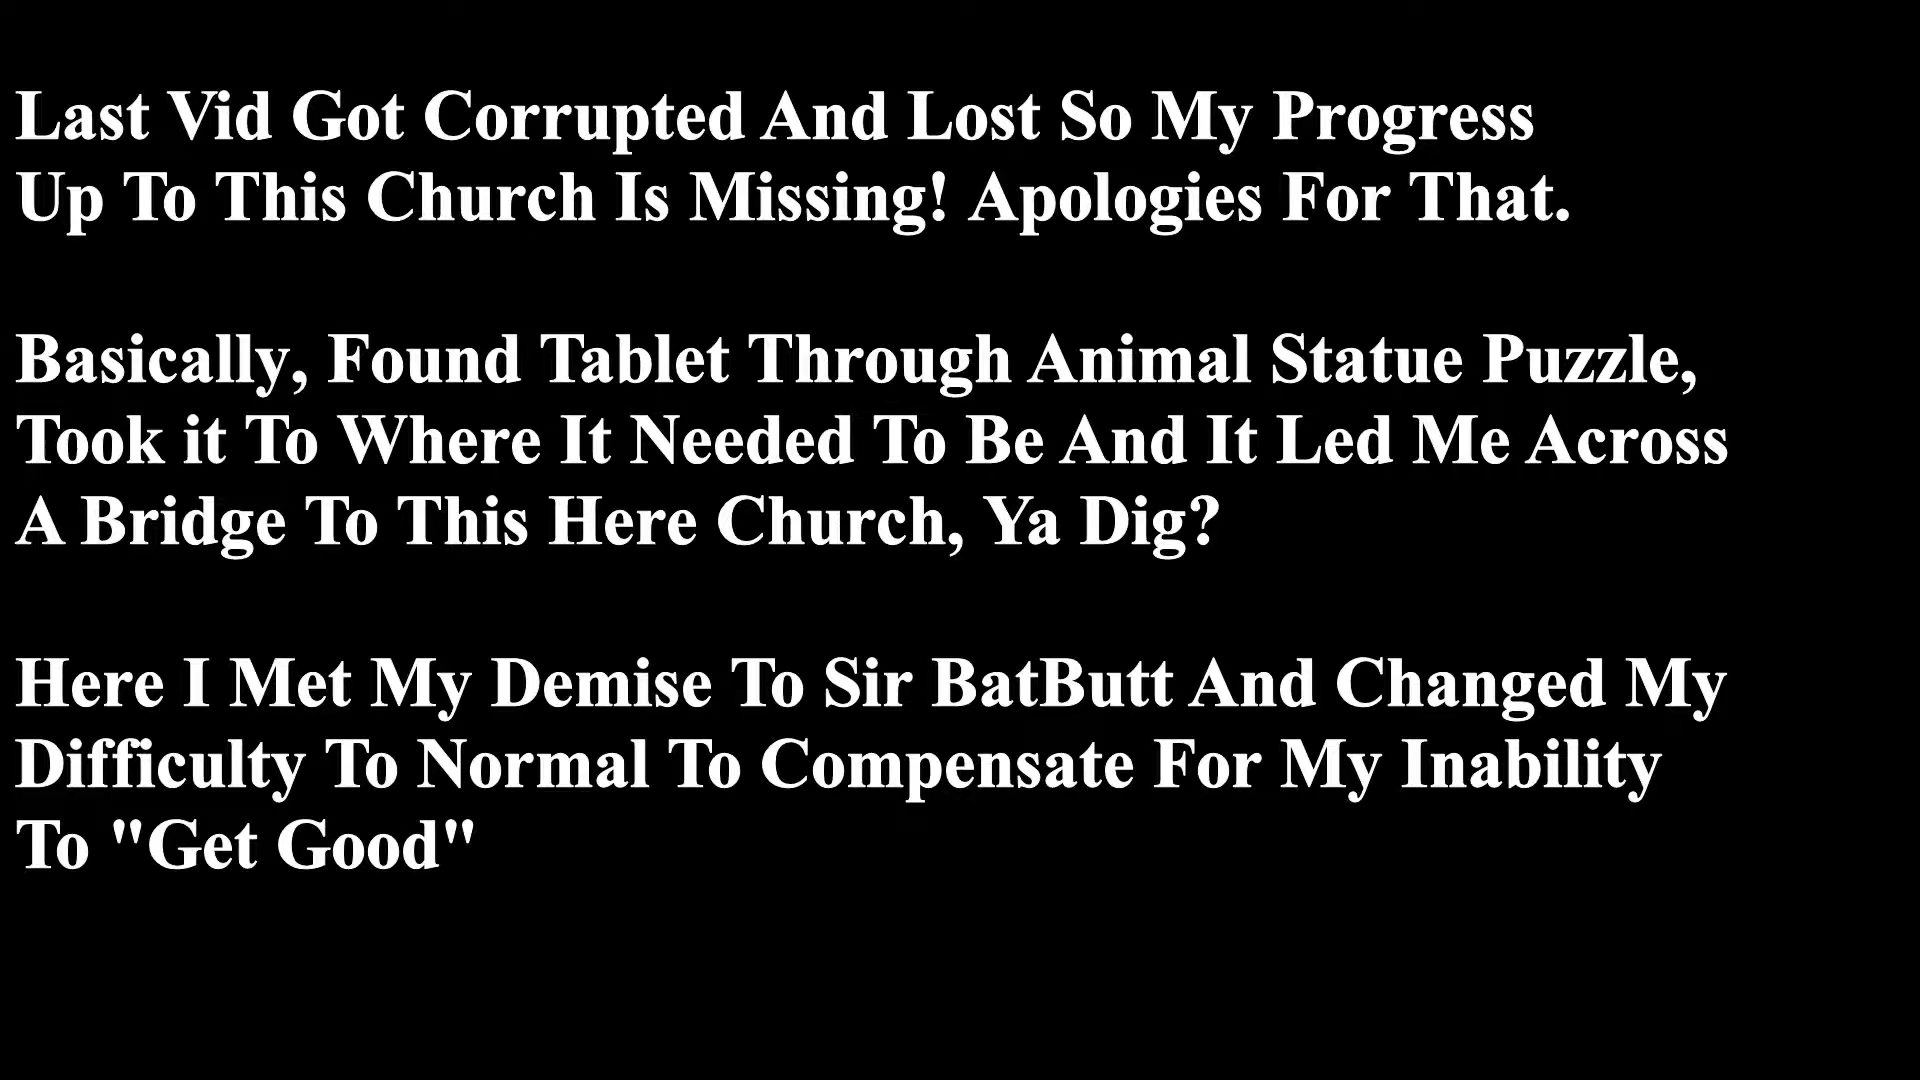 Last Vid Got Corrupted And Lost So My Progress
Up To This Church Is Missing! Apologies For That.
Basically, Found Tablet Through Animal Statue Puzzle,
Took it To Where It Needed To Be And It Led Me Across
A Bridge To This Here Church, Ya Dig?
Here I Met My Demise To Sir BatButt And Changed My
Difficulty To Normal To Compensate For My Inability
To "Get Good"